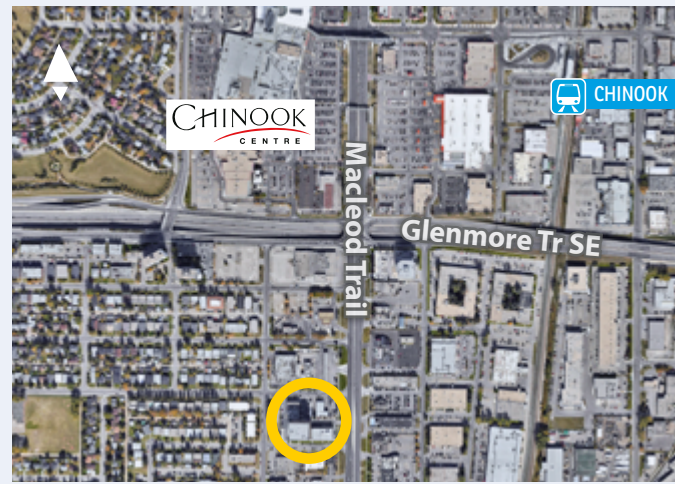 CHINOOK
CENTRE
CHINOOK
Macleod Trail
Glenmore Tr SE